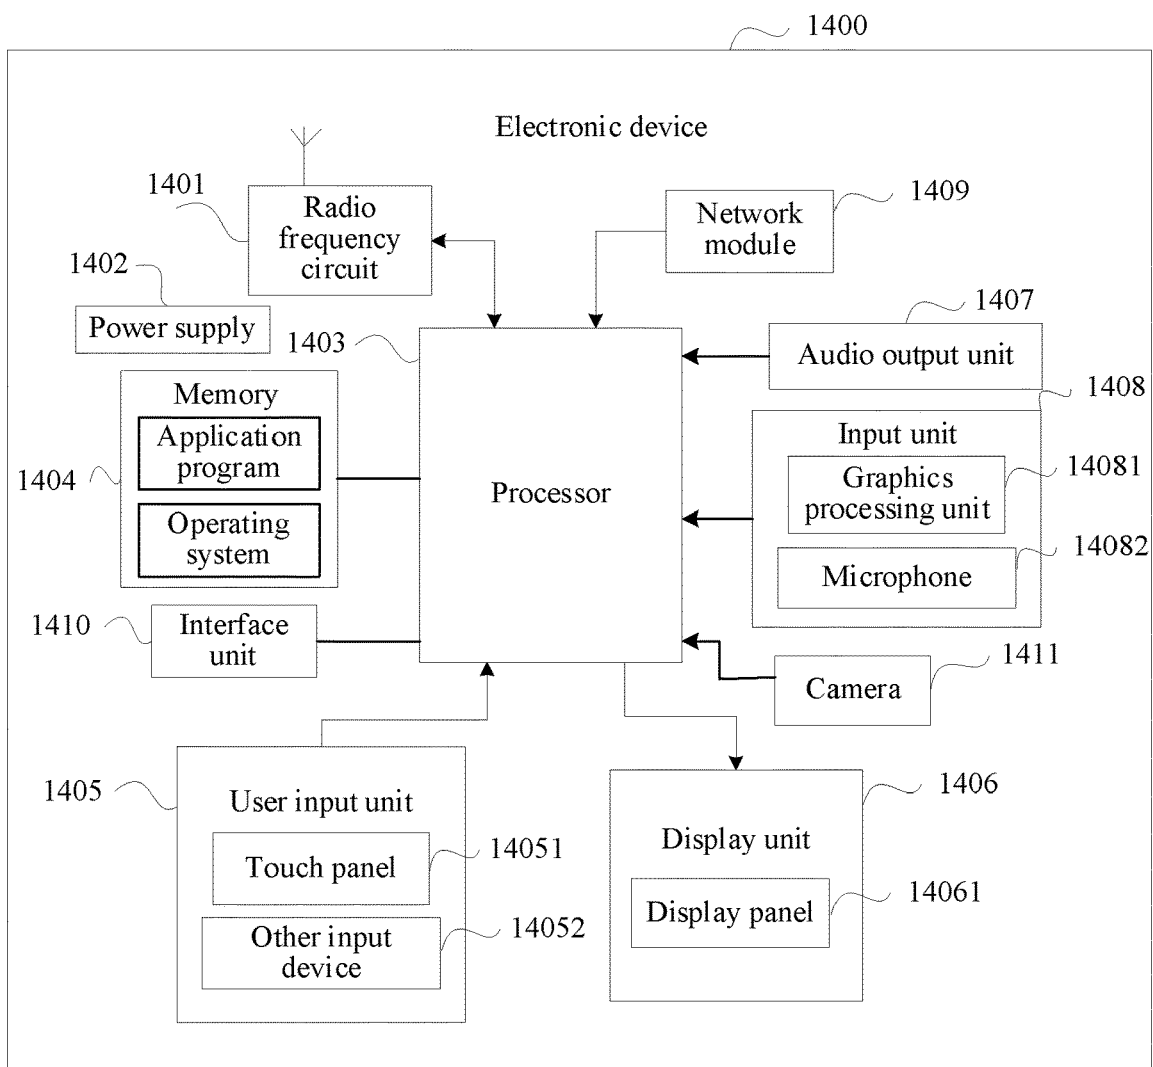 1400
Electronic device
1401
Radio
frequency
circuit
Network
module
1409
1402
Power supply
1403
1407
Audio output unit
Memory
Application
program
Operating
system
1404
Processor
1408
Input unit
Graphics
processing unit
14081
Microphone
14082
1410
Interface
unit
Camera
1411
1405
User input unit
Touch panel
14051
Other input
device
14052
1406
Display unit
Display panel
14061